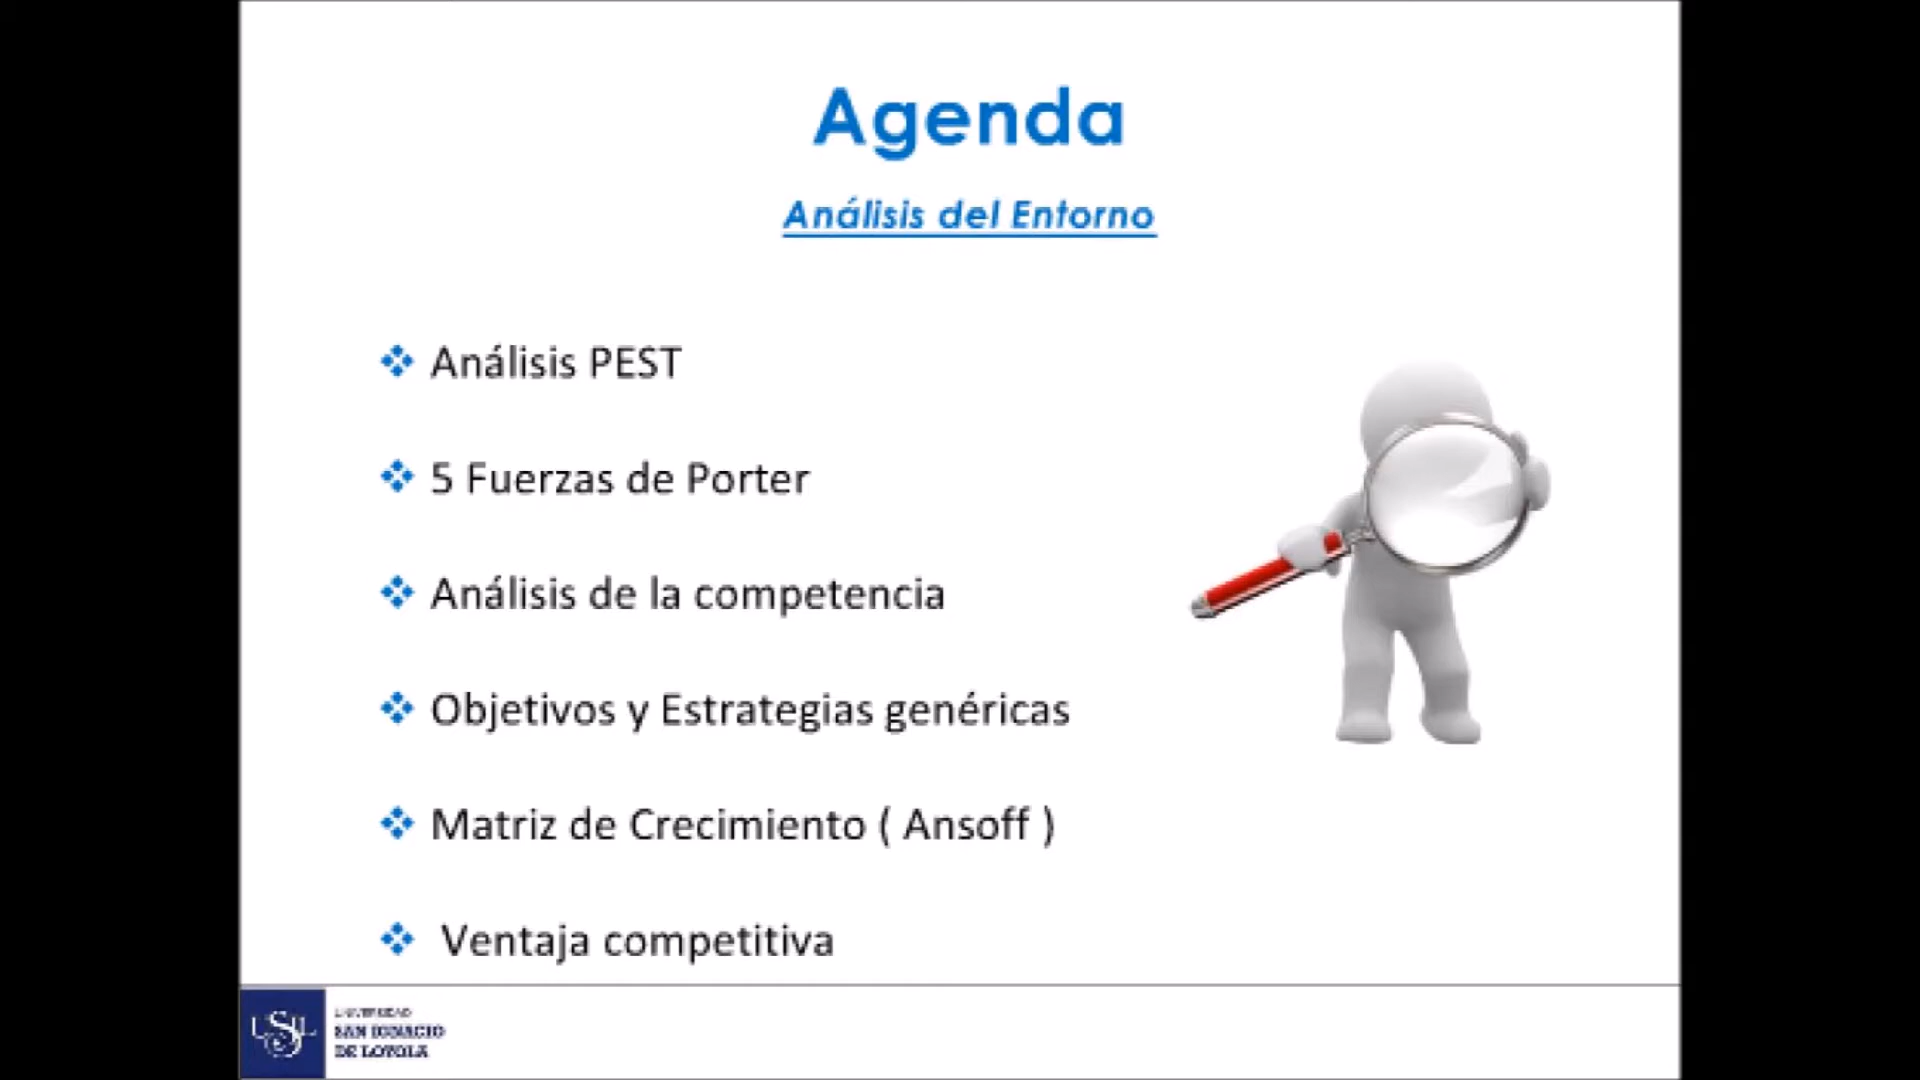 Agenda
Análisis del Entorno
Análisis PEST
5 Fuerzas de Porter
Análisis de la competencia
Objetivos y Estrategias genéricas
Matriz de Crecimiento ( Ansoff )
Ventaja competitiva
USIL
UNIVERSIDAD
SAN IGNACIO
DE LOYOLA